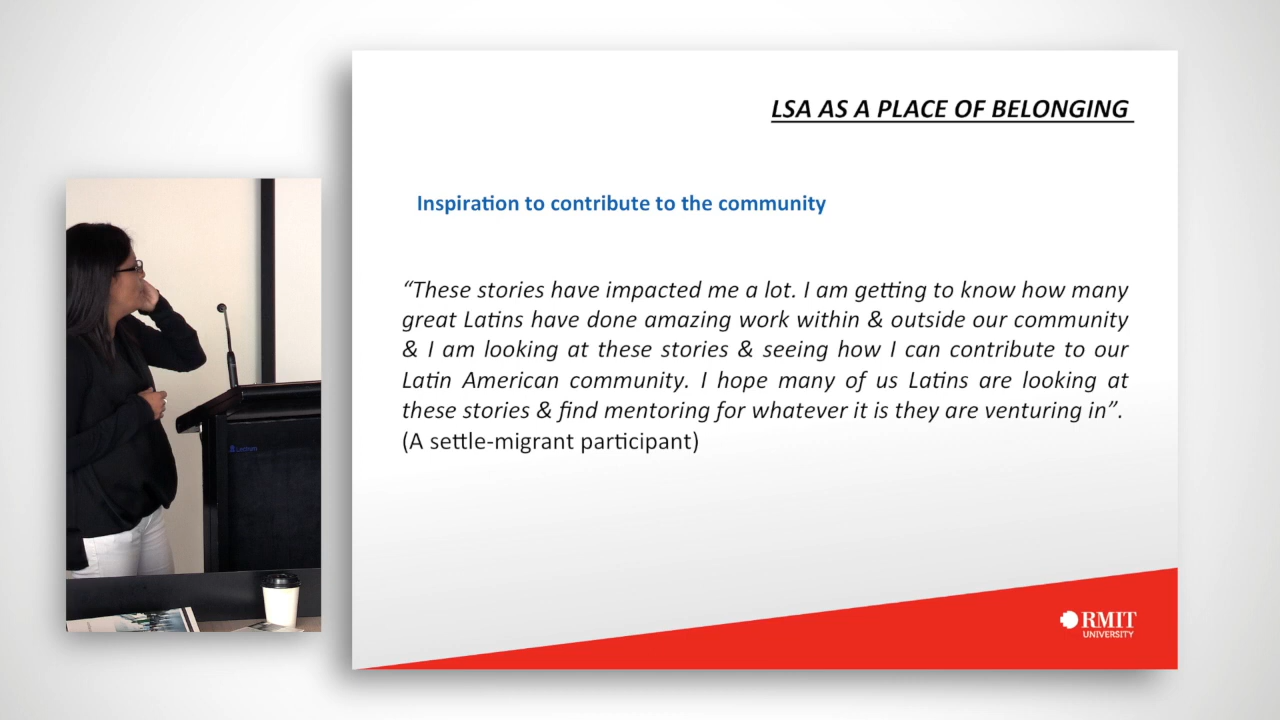 LSA AS A PLACE OF BELONGING
Inspiration to contribute to the community
“These stories have impacted me a lot. I am getting to know how many
great Latins have done amazing work within & outside our community
& I am looking at these stories & seeing how I can contribute to our
Latin American community. I hope many of us Latins are looking at
these stories & find mentoring for whatever it is they are venturing in”.
(A settle-migrant participant)
Lectrum
RMIT
UNIVERSITY